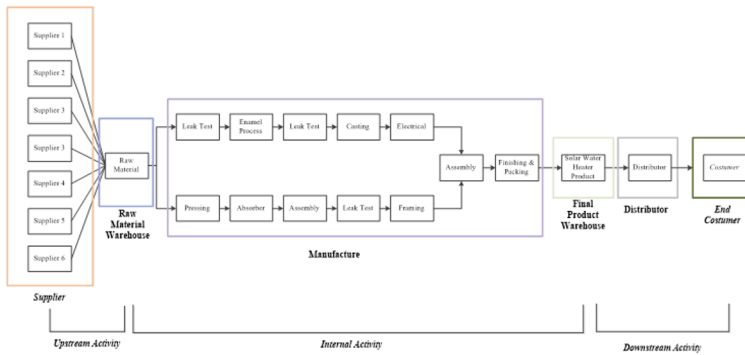 Supplier 1
Supplier 2
Supplier 3
Supplier 3
Supplier 4
Supplier 5
Supplier 6
Supplier
Raw
Material
Raw
Material
Warehouse
Leak Test
Enamel
Process
Leak Test
Casting
Electrical
Pressing
Absorber
Assembly
Leak Test
Framing
Assembly
Finishing &
Packing
Manufacture
Solar Water
Heater
Product
Final
Product
Warehouse
Distributor
Distributor
Costumer
End
Costumer
Upstream Activity
Internal Activity
Downstream Activity